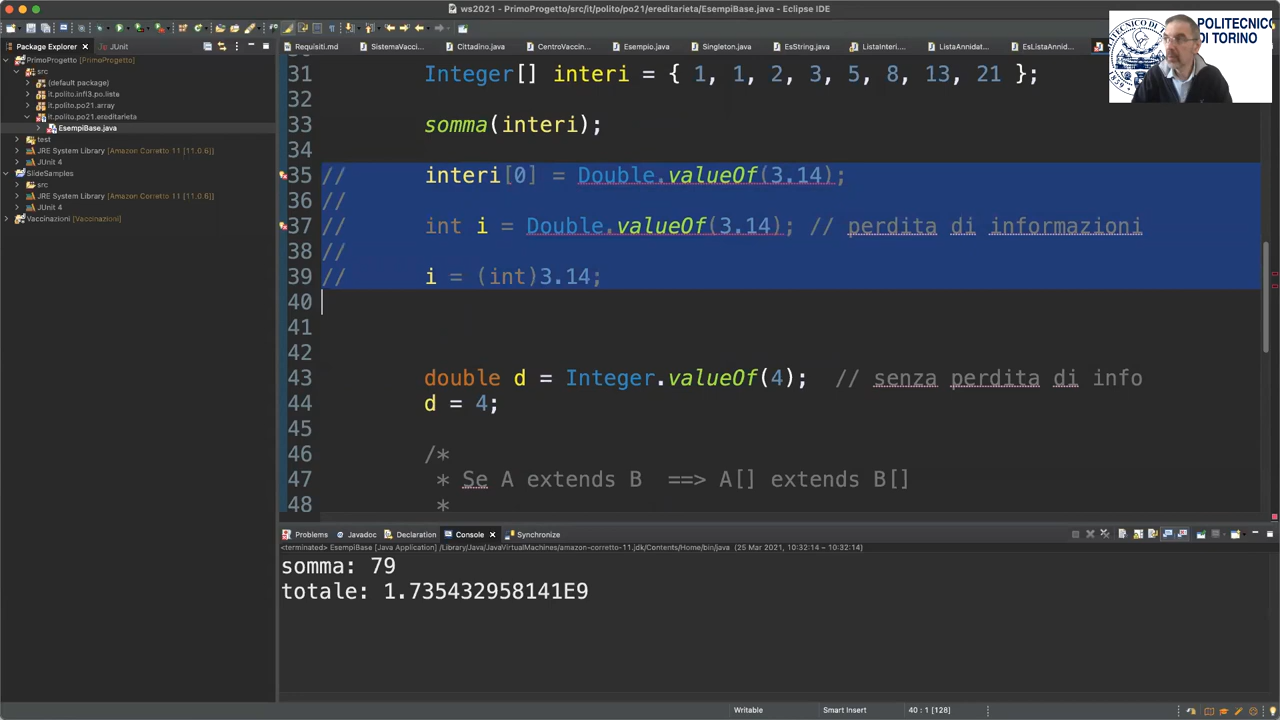 ws2021 - PrimoProgetto/src/it/polito/po21/ereditarieta/EsempiBase.java - Eclipse IDE
POLITECNICO
DI TORINO
Package Explorer
JUnit
Requisiti.md
SistemaVacci...
Cittadino.java
CentroVaccin...
Esempio.java
Singleton.java
EsString.java
ListaInteri....
ListaAnnidat...
EsListaAnnid...
PrimoProgetto [PrimoProgetto]
src
(default package)
it.polito.infl3.po.liste
it.polito.po21.array
it.polito.po21.ereditarieta
EsempiBase.java
test
JRE System Library [Amazon Corretto 11 [11.0.6]]
JUnit 4
SlideSamples
src
JRE System Library [Amazon Corretto 11 [11.0.6]]
JUnit 4
Vaccinazioni [Vaccinazioni]
31 Integer[] interi = { 1, 1, 2, 3, 5, 8, 13, 21 };
32
33 somma(interi);
34
35 // interi[0] = Double.valueOf(3.14);
36 //
37 // int i = Double.valueOf(3.14); // perdita di informazioni
38 //
39 // i = (int)3.14;
40
41
42
43 double d = Integer.valueOf(4); // senza perdita di info
44 d = 4;
45
46 /*
47 * Se A extends B ==> A[] extends B[]
48 *
Problems
Javadoc
Declaration
Console
Synchronize
<terminated> EsempiBase [Java Application] /Library/Java/JavaVirtualMachines/amazon-corretto-11.jdk/Contents/Home/bin/java (25 Mar 2021, 10:32:14 – 10:32:14)
somma: 79
totale: 1.735432958141E9
Writable
Smart Insert
40 : 1 [128]